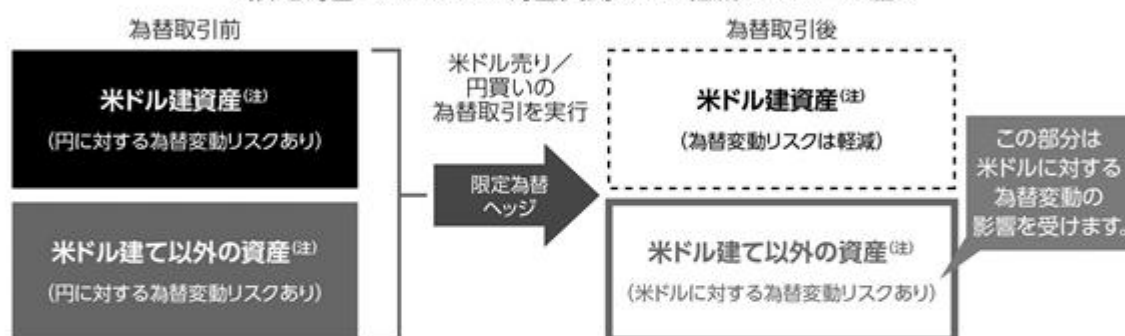 為替取引前
米ドル建資産(注)
(円に対する為替変動リスクあり)
米ドル建て以外の資産(注)
(円に対する為替変動リスクあり)
米ドル売り/
円買いの
為替取引を実行
限定為替
ヘッジ
為替取引後
米ドル建資産(注)
(為替変動リスクは軽減)
米ドル建て以外の資産(注)
(米ドルに対する為替変動リスクあり)
この部分は
米ドルに対する
為替変動の
影響を受けます。